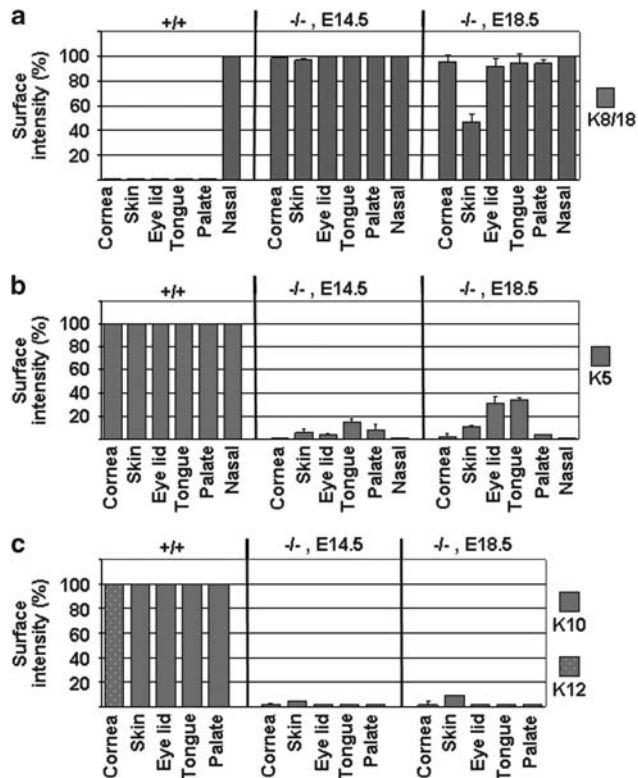 a
+/+ -/- , E14.5 -/- , E18.5
Surface intensity (%)
100
80
60
40
20
K8/18
Cornea Skin Eye lid Tongue Palate Nasal Cornea Skin Eye lid Tongue Palate Nasal Cornea Skin Eye lid Tongue Palate Nasal
b
+/+ -/- , E14.5 -/- , E18.5
Surface intensity (%)
100
80
60
40
20
K5
Cornea Skin Eye lid Tongue Palate Nasal Cornea Skin Eye lid Tongue Palate Nasal Cornea Skin Eye lid Tongue Palate Nasal
c
+/+ -/- , E14.5 -/- , E18.5
Surface intensity (%)
100
80
60
40
20
K10
K12
Cornea Skin Eye lid Tongue Palate Cornea Skin Eye lid Tongue Palate Cornea Skin Eye lid Tongue Palate